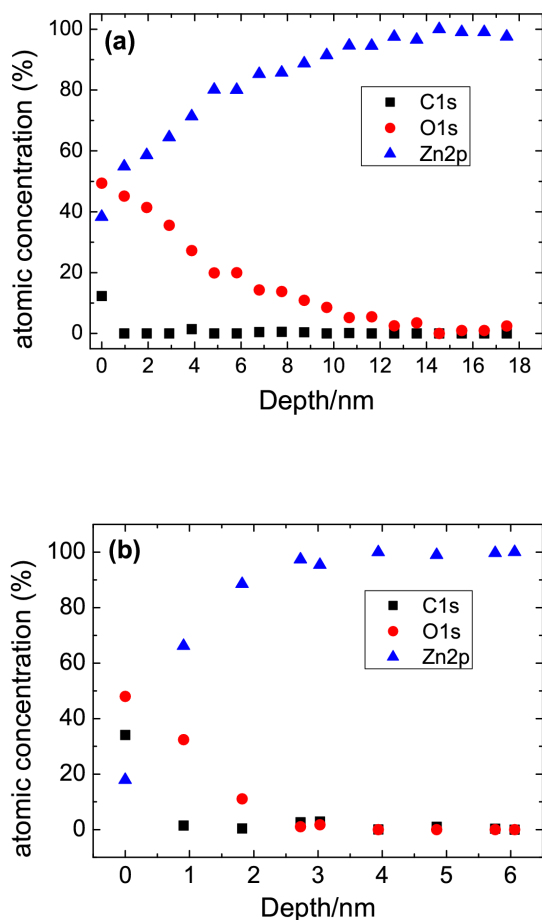 (a)
atomic concentration (%)
100
80
60
40
20
0
C1s
O1s
Zn2p
0 2 4 6 8 10 12 14 16 18
Depth/nm
(b)
atomic concentration (%)
100
80
60
40
20
0
C1s
O1s
Zn2p
0 1 2 3 4 5 6
Depth/nm